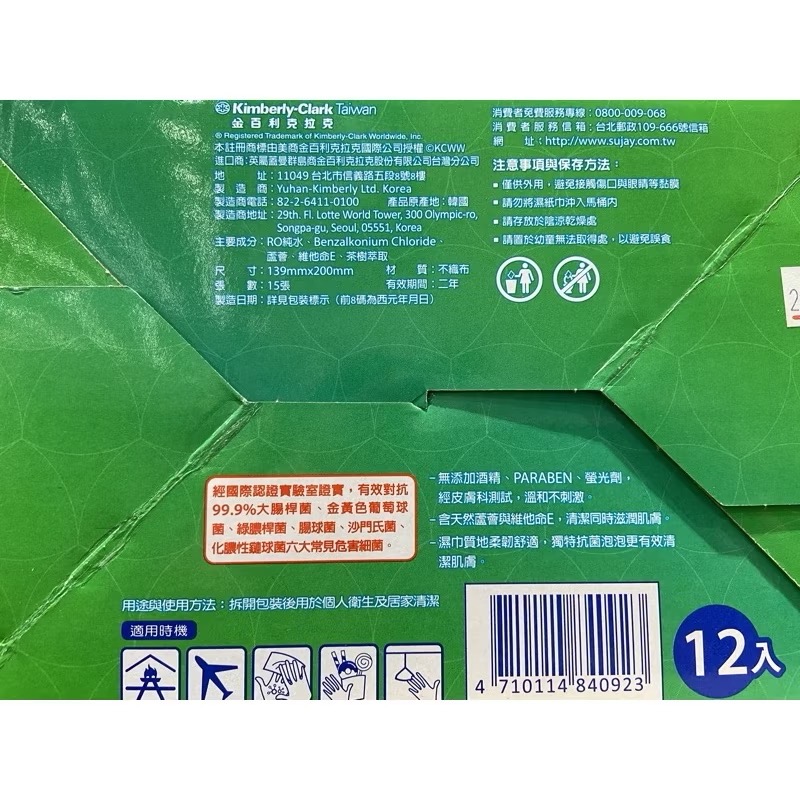 Kimberly-Clark Taiwan
金百利克拉克
® Registered Trademark of Kimberly-Clark Worldwide, Inc.
本註冊商標由美商金百利克拉克國際公司授權 ©KCWW
進口商：英屬蓋曼群島商金百利克拉克股份有限公司台灣分公司
地　　址：11049 台北市信義路五段8號8樓
製 造 商：Yuhan-Kimberly Ltd. Korea
製造商電話：82-2-6411-0100　產品原產地：韓國
製造商地址：29th. Fl. Lotte World Tower, 300 Olympic-ro,
Songpa-gu, Seoul, 05551, Korea
主要成分：RO純水、Benzalkonium Chloride、
蘆薈、維他命E、茶樹萃取
尺　　寸：139mmx200mm　材　　質：不織布
張　　數：15張　有效期間：二年
製造日期：詳見包裝標示（前8碼為西元年月日）
消費者免費服務專線：0800-009-068
消費者服務信箱：台北郵政109-666號信箱
網　　址：http://www.sujay.com.tw
注意事項與保存方法：
▪ 僅供外用，避免接觸傷口與眼睛等黏膜
▪ 請勿將濕紙巾沖入馬桶內
▪ 請存放於陰涼乾燥處
▪ 請置於幼童無法取得處，以避免誤食
2
經國際認證實驗室證實，有效對抗
99.9%大腸桿菌、金黃色葡萄球
菌、綠膿桿菌、腸球菌、沙門氏菌、
化膿性鏈球菌六大常見危害細菌。
- 無添加酒精、PARABEN、螢光劑，
經皮膚科測試，溫和不刺激。
- 含天然蘆薈與維他命E，清潔同時滋潤肌膚。
- 濕巾質地柔韌舒適，獨特抗菌泡泡更有效清
潔肌膚。
用途與使用方法：拆開包裝後用於個人衛生及居家清潔
適用時機
4 710114 840923
12入